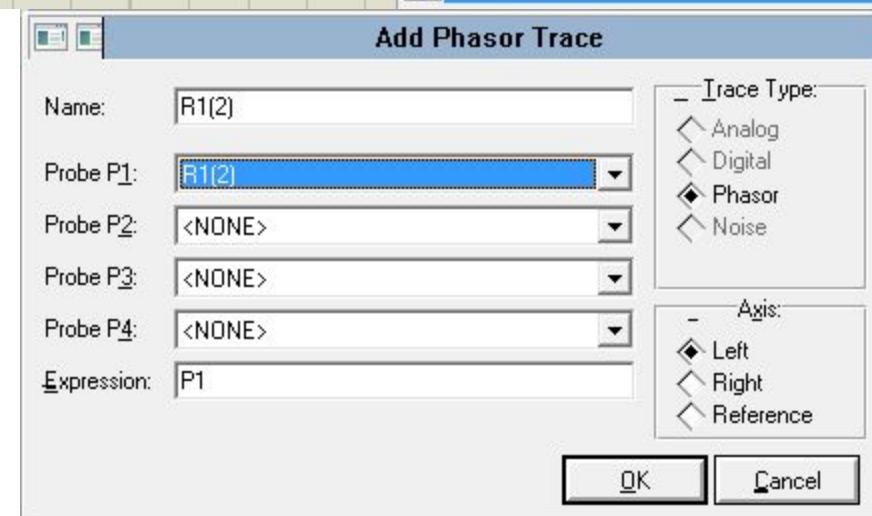 Add Phasor Trace
Name:
R1(2)
Probe P1:
R1(2)
Probe P2:
<NONE>
Probe P3:
<NONE>
Probe P4:
<NONE>
Expression:
P1
Trace Type:
Analog
Digital
Phasor
Noise
Axis:
Left
Right
Reference
OK
Cancel